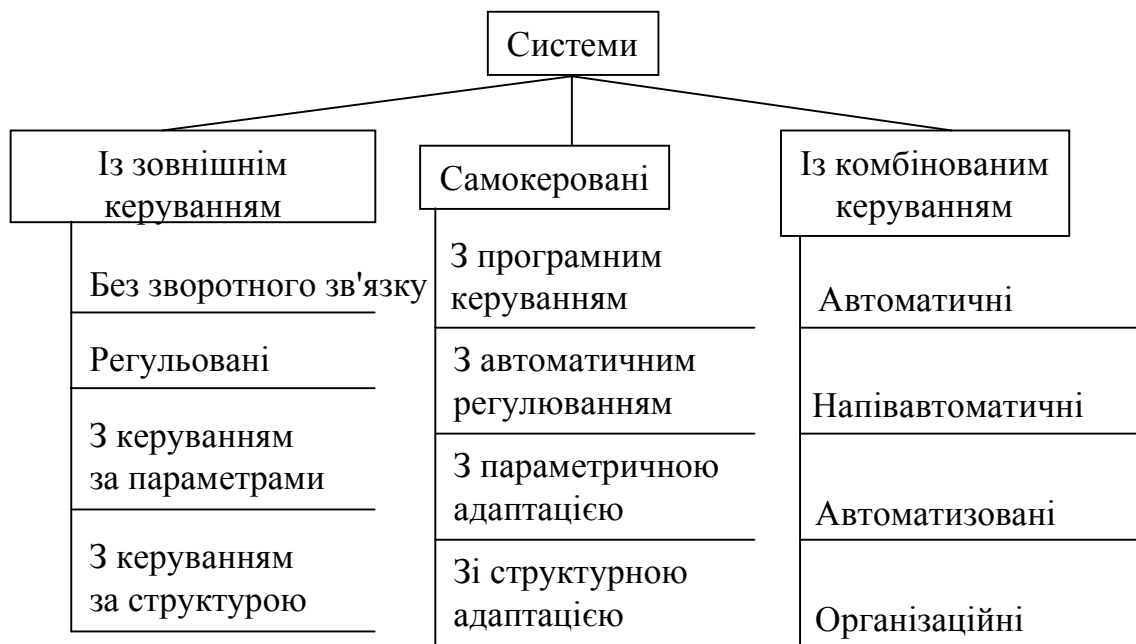 Системи
Із зовнішнім
керуванням
Без зворотного зв'язку
Регульовані
З керуванням
за параметрами
З керуванням
за структурою
Самокеровані
З програмним
керуванням
З автоматичним
регулюванням
З параметричною
адаптацією
Зі структурною
адаптацією
Із комбінованим
керуванням
Автоматичні
Напівавтоматичні
Автоматизовані
Організаційні